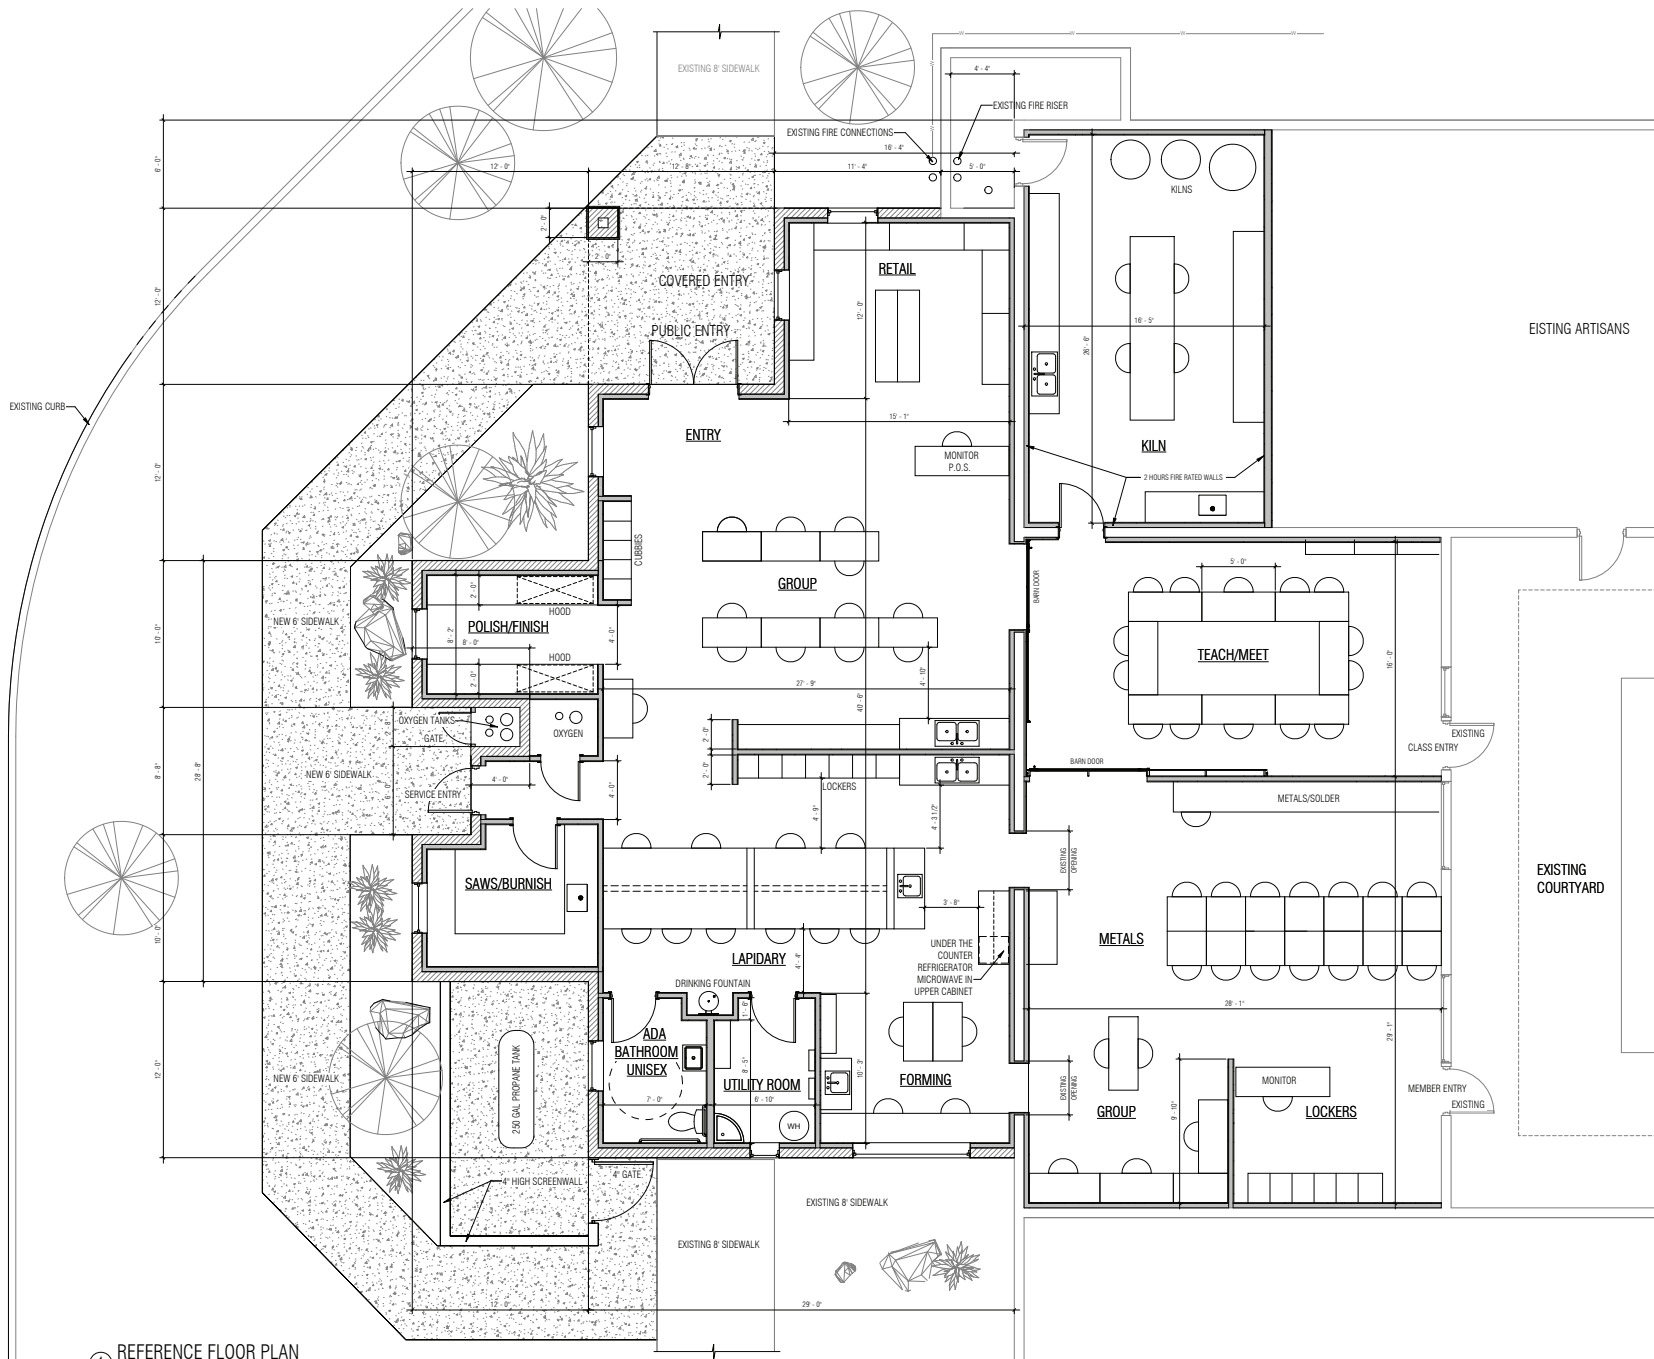 EXISTING 8' SIDEWALK
4' - 4"
EXISTING FIRE RISER
EXISTING FIRE CONNECTIONS
16' - 4"
6' - 0"
12' - 0"
12' - 8"
11' - 4"
5' - 0"
KILNS
2' - 0"
2' - 0"
COVERED ENTRY
RETAIL
12' - 0"
12' - 0"
PUBLIC ENTRY
16' - 5"
26' - 6"
EISTING ARTISANS
EXISTING CURB
15' - 1"
ENTRY
KILN
MONITOR
P.O.S.
12' - 0"
2 HOURS FIRE RATED WALLS
CUBBIES
GROUP
BARN DOOR
5' - 0"
2' - 0"
HOOD
NEW 6' SIDEWALK
10' - 0"
POLISH/FINISH
8' - 2"
8' - 0"
4' - 0"
HOOD
2' - 0"
TEACH/MEET
16' - 0"
4' - 10"
27' - 9"
40' - 6"
OXYGEN TANKS
GATE
2' - 8"
OXYGEN
2' - 0"
EXISTING
CLASS ENTRY
BARN DOOR
NEW 6' SIDEWALK
8' - 8"
28' - 8"
2' - 0"
4' - 0"
4' - 0"
6' - 0"
SERVICE ENTRY
LOCKERS
METALS/SOLDER
4' - 9"
4' - 3 1/2"
EXISTING
OPENING
SAWS/BURNISH
EXISTING
COURTYARD
3' - 8"
10' - 0"
METALS
UNDER THE
COUNTER
REFRIGERATOR
MICROWAVE IN
UPPER CABINET
LAPIDARY
4' - 4"
DRINKING FOUNTAIN
28' - 1"
1' - 6"
ADA
BATHROOM
UNISEX
8' - 5"
10' - 3"
29' - 1"
250 GAL PROPANE TANK
12' - 0"
NEW 6' SIDEWALK
UTILITY ROOM
FORMING
EXISTING
OPENING
MONITOR
MEMBER ENTRY
EXISTING
7' - 0"
6' - 10"
GROUP
LOCKERS
9' - 10"
WH
4' GATE
4' HIGH SCREENWALL
EXISTING 8' SIDEWALK
EXISTING 8' SIDEWALK
12' - 0"
29' - 0"
REFERENCE FLOOR PLAN